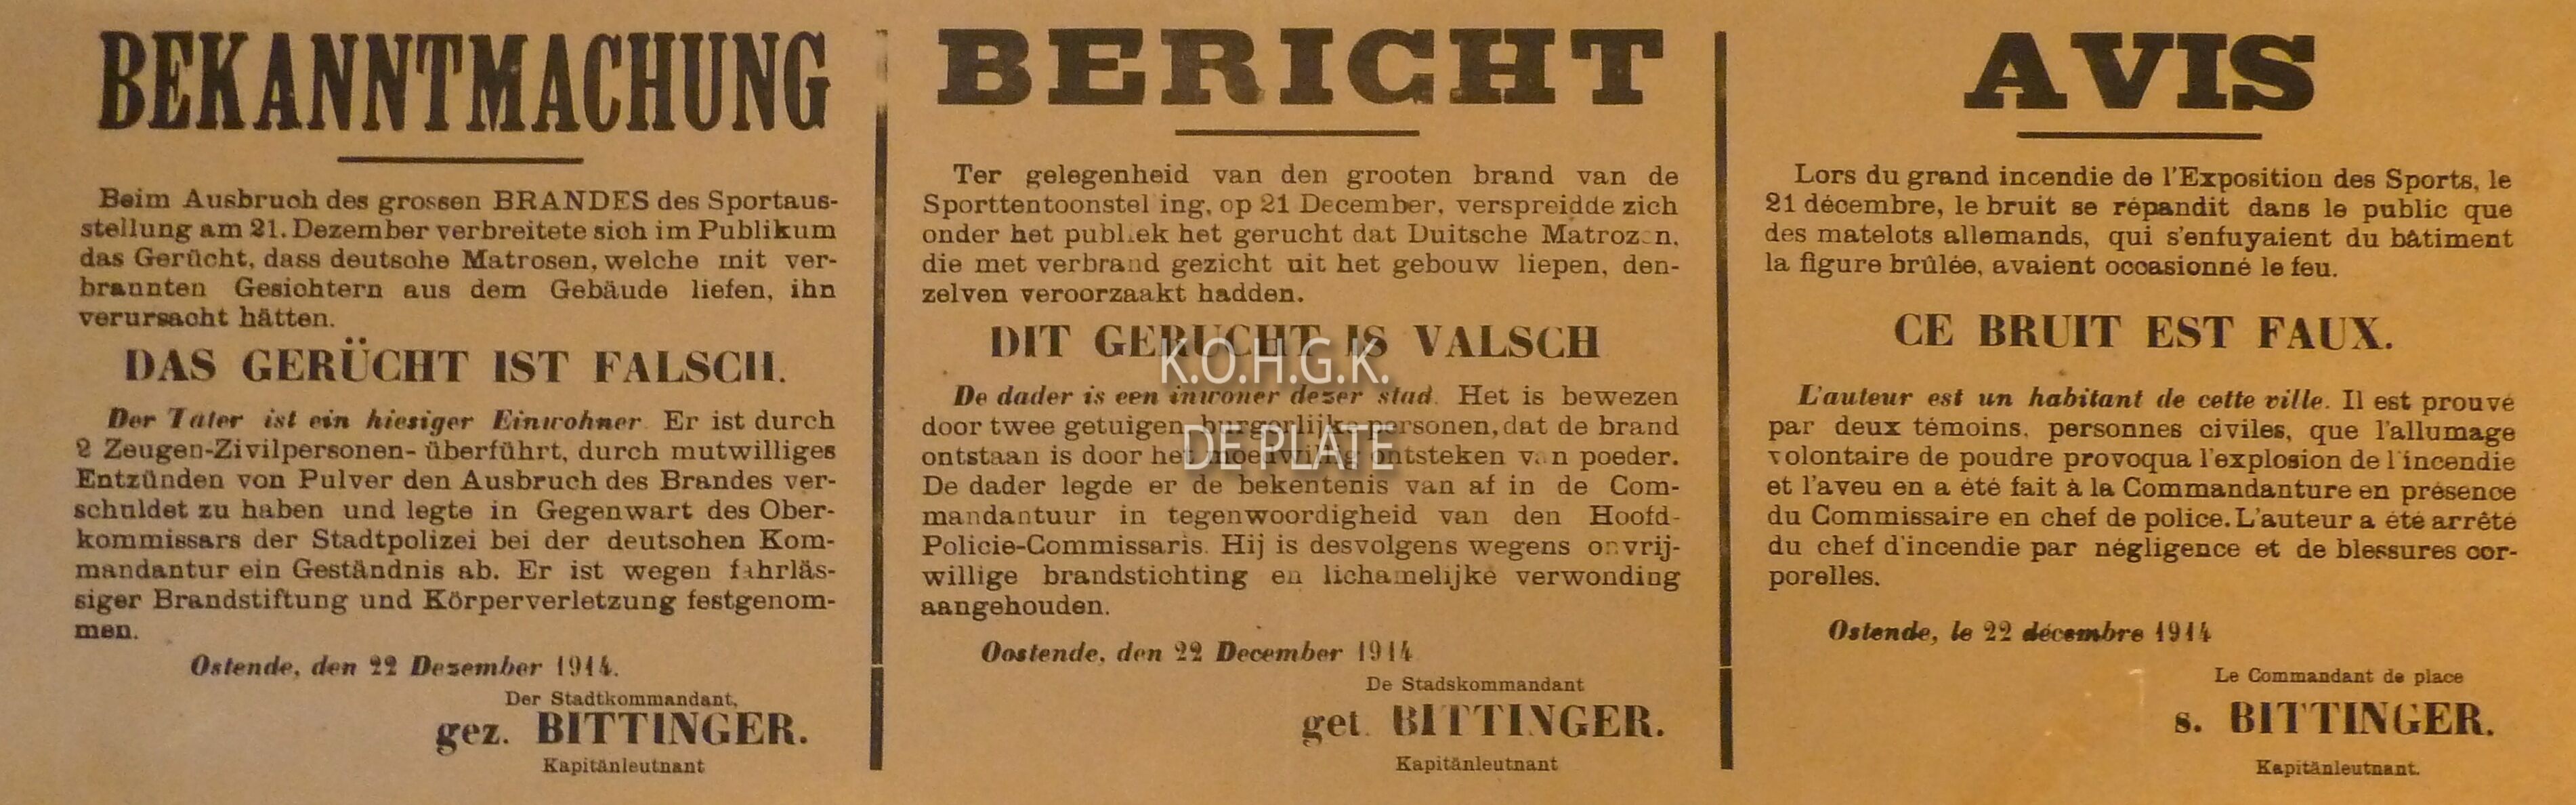 BEKANNTMACHUNG
Beim Ausbruch des grossen BRANDES des Sportaus-
stellung am 21. Dezember verbreitete sich im Publikum
das Gerücht, dass deutsche Matrosen, welche mit ver-
brannten Gesichtern aus dem Gebäude liefen, ihn
verursacht hätten.
DAS GERÜCHT IST FALSCH.
Der Täter ist ein hiesiger Einwohner. Er ist durch
2 Zeugen-Zivilpersonen- überführt, durch mutwilliges
Entzünden von Pulver den Ausbruch des Brandes ver-
schuldet zu haben und legte in Gegenwart des Ober-
kommissars der Stadtpolizei bei der deutschen Kom-
mandantur ein Geständnis ab. Er ist wegen fahrläs-
siger Brandstiftung und Körperverletzung festgenom-
men.
Ostende, den 22 Dezember 1914.
Der Stadtkommandant,
gez. BITTINGER.
Kapitänleutnant
BERICHT
Ter gelegenheid van den grooten brand van de
Sporttentoonstel ing, op 21 December, verspreidde zich
onder het publiek het gerucht dat Duitsche Matrozen,
die met verbrand gezicht uit het gebouw liepen, den-
zelven veroorzaakt hadden.
DIT GERUCHT IS VALSCH
De dader is een inwoner dezer stad. Het is bewezen
door twee getuigen, burgerlijke personen, dat de brand
ontstaan is door het moedwillig ontsteken van poeder.
De dader legde er de bekentenis van af in de Com-
mandantuur in tegenwoordigheid van den Hoofd-
Policie-Commissaris. Hij is desvolgens wegens onvrij-
willige brandstichting en lichamelijke verwonding
aangehouden.
Oostende, den 22 December 1914
De Stadskommandant
get. BITTINGER.
Kapitänleutnant
AVIS
Lors du grand incendie de l'Exposition des Sports, le
21 décembre, le bruit se répandit dans le public que
des matelots allemands, qui s'enfuyaient du bâtiment
la figure brûlée, avaient occasionné le feu.
CE BRUIT EST FAUX.
L'auteur est un habitant de cette ville. Il est prouvé
par deux témoins, personnes civiles, que l'allumage
volontaire de poudre provoqua l'explosion de l'incendie
et l'aveu en a été fait à la Commandanture en présence
du Commissaire en chef de police. L'auteur a été arrêté
du chef d'incendie par négligence et de blessures cor-
porelles.
Ostende, le 22 décembre 1914
Le Commandant de place
s. BITTINGER.
Kapitänleutnant.
K.O.H.G.K.
DE PLATE